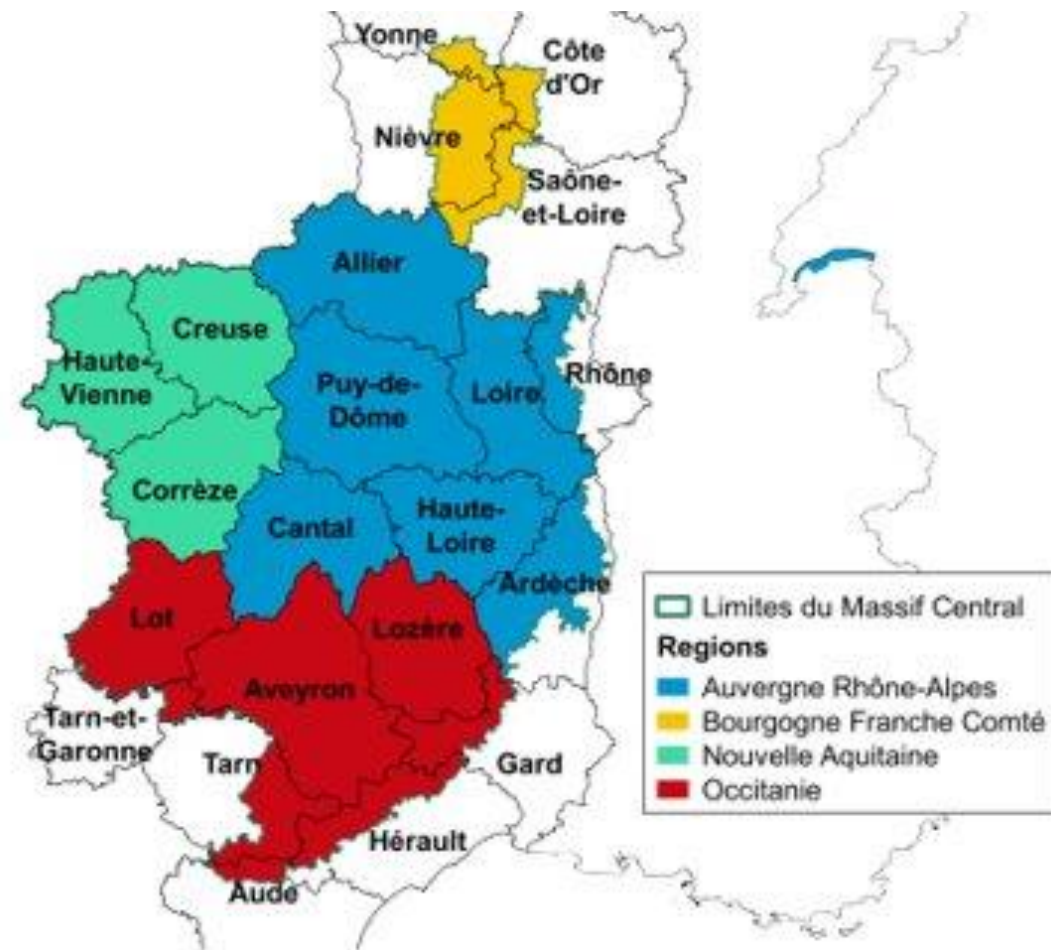 Yonne
Côte
d'Or
Nièvre
Saône-
et-Loire
Allier
Creuse
Haute-
Vienne
Puy-de-
Dôme
Loire
Rhône
Corrèze
Cantal
Haute-
Loire
Ardèche
Lot
Lozère
Aveyron
Tarn-et-
Garonne
Tarn
Gard
Hérault
Aude
Limites du Massif Central
Regions
Auvergne Rhône-Alpes
Bourgogne Franche Comté
Nouvelle Aquitaine
Occitanie